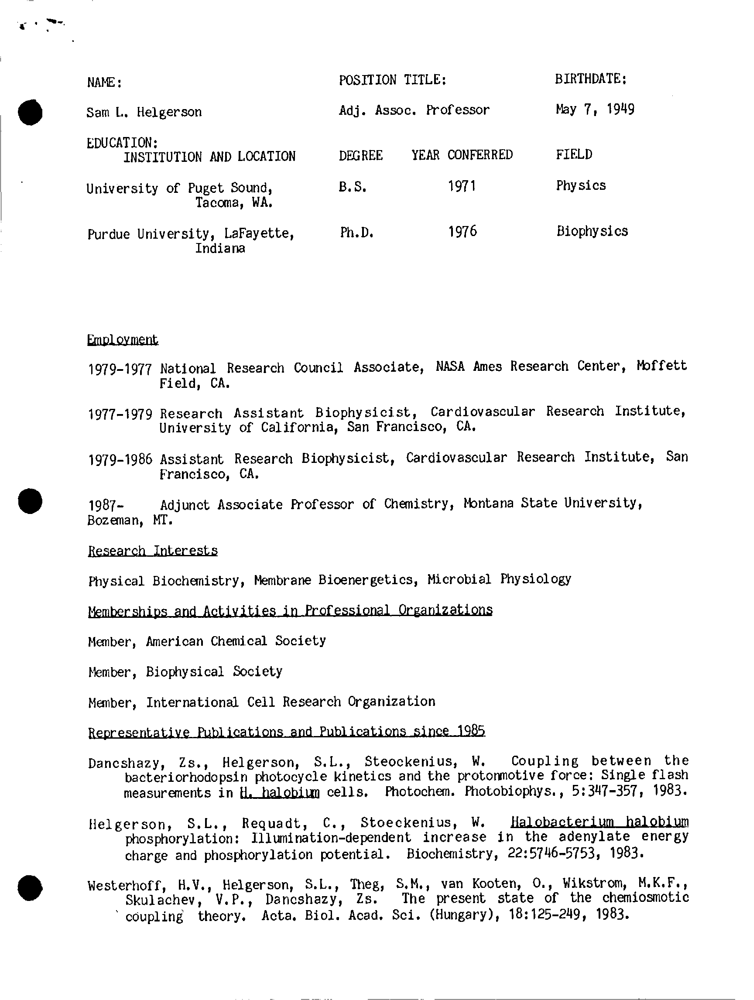 NAME: POSITION TITLE: BIRTHDATE:
Sam L. Helgerson Adj. Assoc. Professor May 7, 1949
EDUCATION:
INSTITUTION AND LOCATION DEGREE YEAR CONFERRED FIELD
University of Puget Sound, B.S. 1971 Physics
Tacoma, WA.
Purdue University, LaFayette, Ph.D. 1976 Biophysics
Indiana
Employment
1979-1977 National Research Council Associate, NASA Ames Research Center, Moffett
Field, CA.
1977-1979 Research Assistant Biophysicist, Cardiovascular Research Institute,
University of California, San Francisco, CA.
1979-1986 Assistant Research Biophysicist, Cardiovascular Research Institute, San
Francisco, CA.
1987- Adjunct Associate Professor of Chemistry, Montana State University,
Bozeman, MT.
Research Interests
Physical Biochemistry, Membrane Bioenergetics, Microbial Physiology
Memberships and Activities in Professional Organizations
Member, American Chemical Society
Member, Biophysical Society
Member, International Cell Research Organization
Representative Publications and Publications since 1985
Dancshazy, Zs., Helgerson, S.L., Steockenius, W. Coupling between the
bacteriorhodopsin photocycle kinetics and the protonmotive force: Single flash
measurements in H. halobium cells. Photochem. Photobiophys., 5:347-357, 1983.
Helgerson, S.L., Requadt, C., Stoeckenius, W. Halobacterium halobium
phosphorylation: Illumination-dependent increase in the adenylate energy
charge and phosphorylation potential. Biochemistry, 22:5746-5753, 1983.
Westerhoff, H.V., Helgerson, S.L., Theg, S.M., van Kooten, O., Wikstrom, M.K.F.,
Skulachev, V.P., Dancshazy, Zs. The present state of the chemiosmotic
coupling theory. Acta. Biol. Acad. Sci. (Hungary), 18:125-249, 1983.